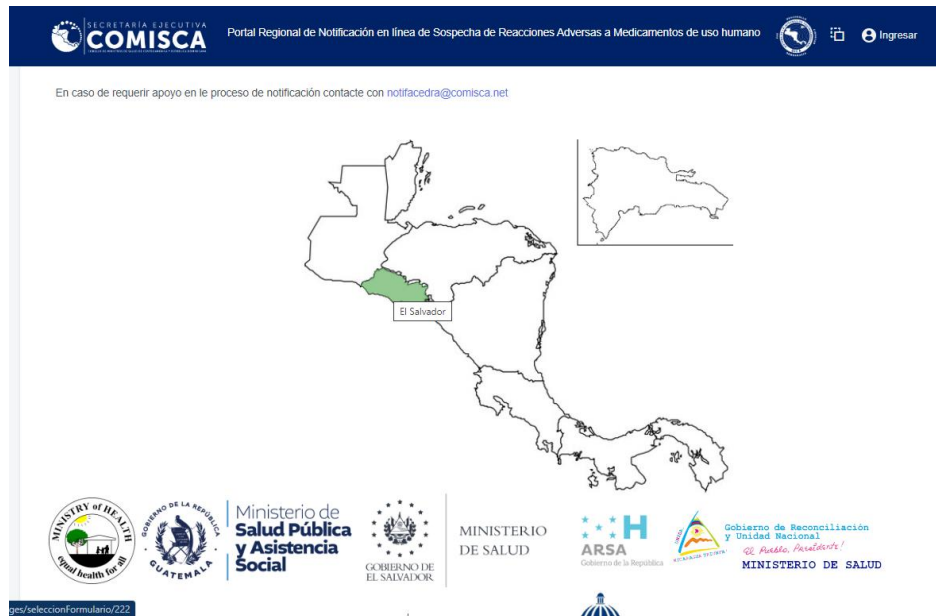 SECRETARÍA EJECUTIVA
COMISCA
Portal Regional de Notificación en línea de Sospecha de Reacciones Adversas a Medicamentos de uso humano
Ingresar
En caso de requerir apoyo en le proceso de notificación contacte con notifacedra@comisca.net
El Salvador
MINISTRY of HEALTH
equal health for all
GOBIERNO DE LA REPÚBLICA
GUATEMALA
Ministerio de
Salud Pública
y Asistencia
Social
GOBIERNO DE
EL SALVADOR
MINISTERIO
DE SALUD
H
ARSA
Gobierno de la República
Gobierno de Reconciliación
y Unidad Nacional
El Pueblo, Presidente!
MINISTERIO DE SALUD
ges/seleccionFormulario/222